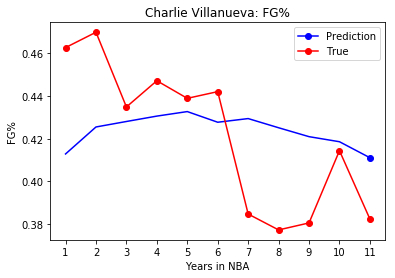 Charlie Villanueva: FG%
Prediction
True
0.46
0.44
0.42
0.40
0.38
FG%
1 2 3 4 5 6 7 8 9 10 11
Years in NBA